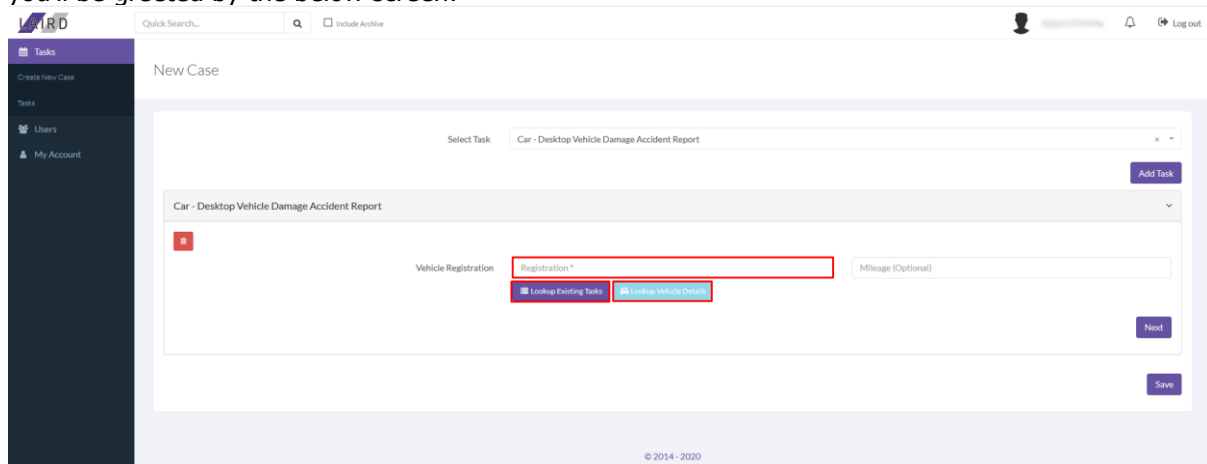 you'll be greeted by the below screen.
LAIRD
Quick Search...
Include Archive
Log out
Tasks
Create New Case
Tasks
Users
My Account
New Case
Select Task
Car - Desktop Vehicle Damage Accident Report
Add Task
Car - Desktop Vehicle Damage Accident Report
Vehicle Registration
Registration *
Mileage (Optional)
Lookup Existing Tasks
Lookup Vehicle Details
Next
Save
© 2014 - 2020